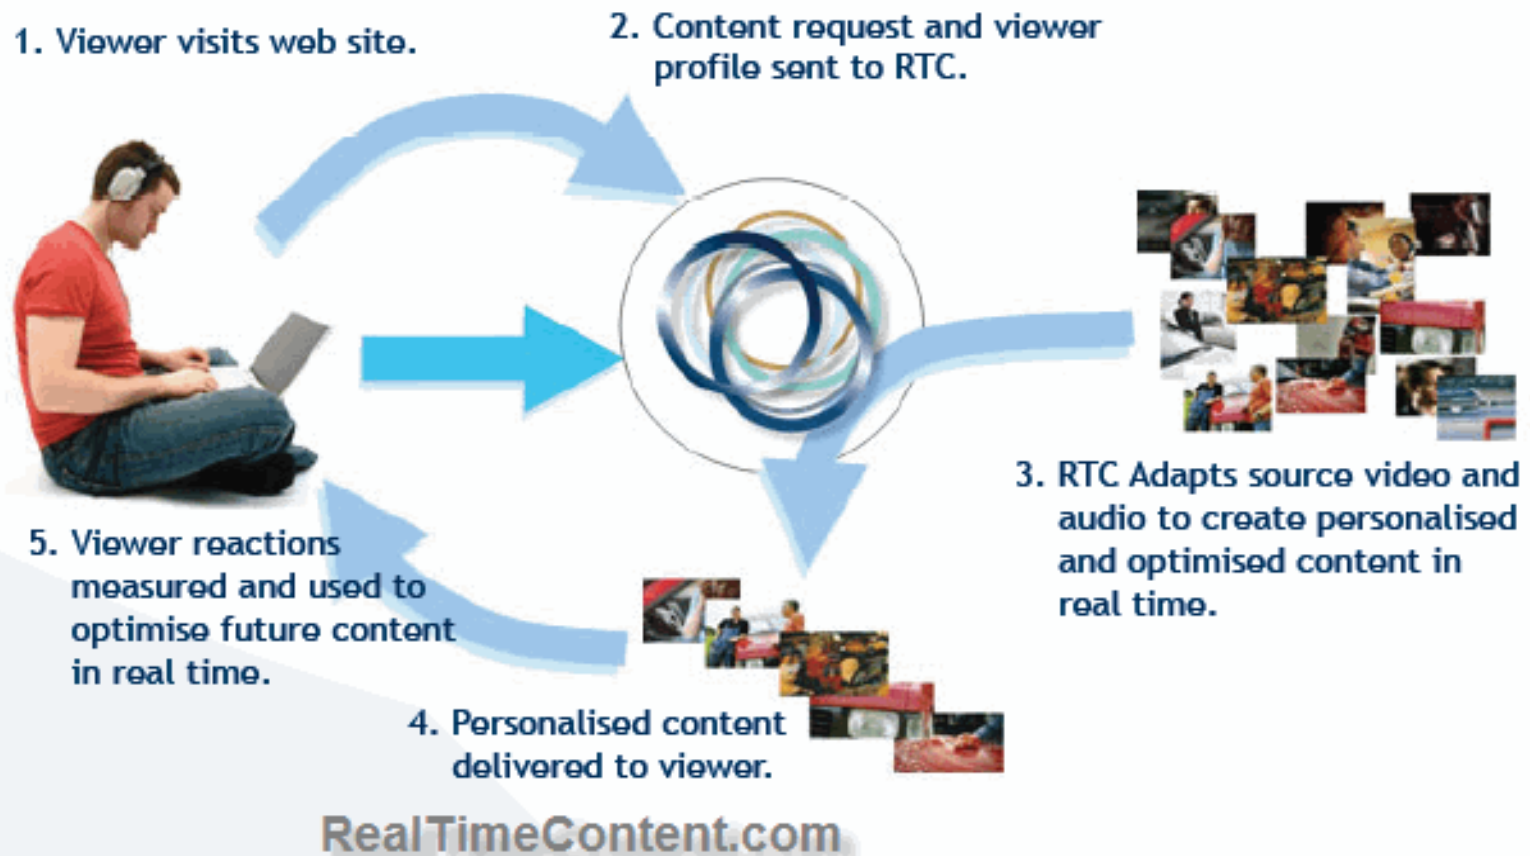 1. Viewer visits web site.
2. Content request and viewer
profile sent to RTC.
3. RTC Adapts source video and
audio to create personalised
and optimised content in
real time.
4. Personalised content
delivered to viewer.
5. Viewer reactions
measured and used to
optimise future content
in real time.
RealTimeContent.com